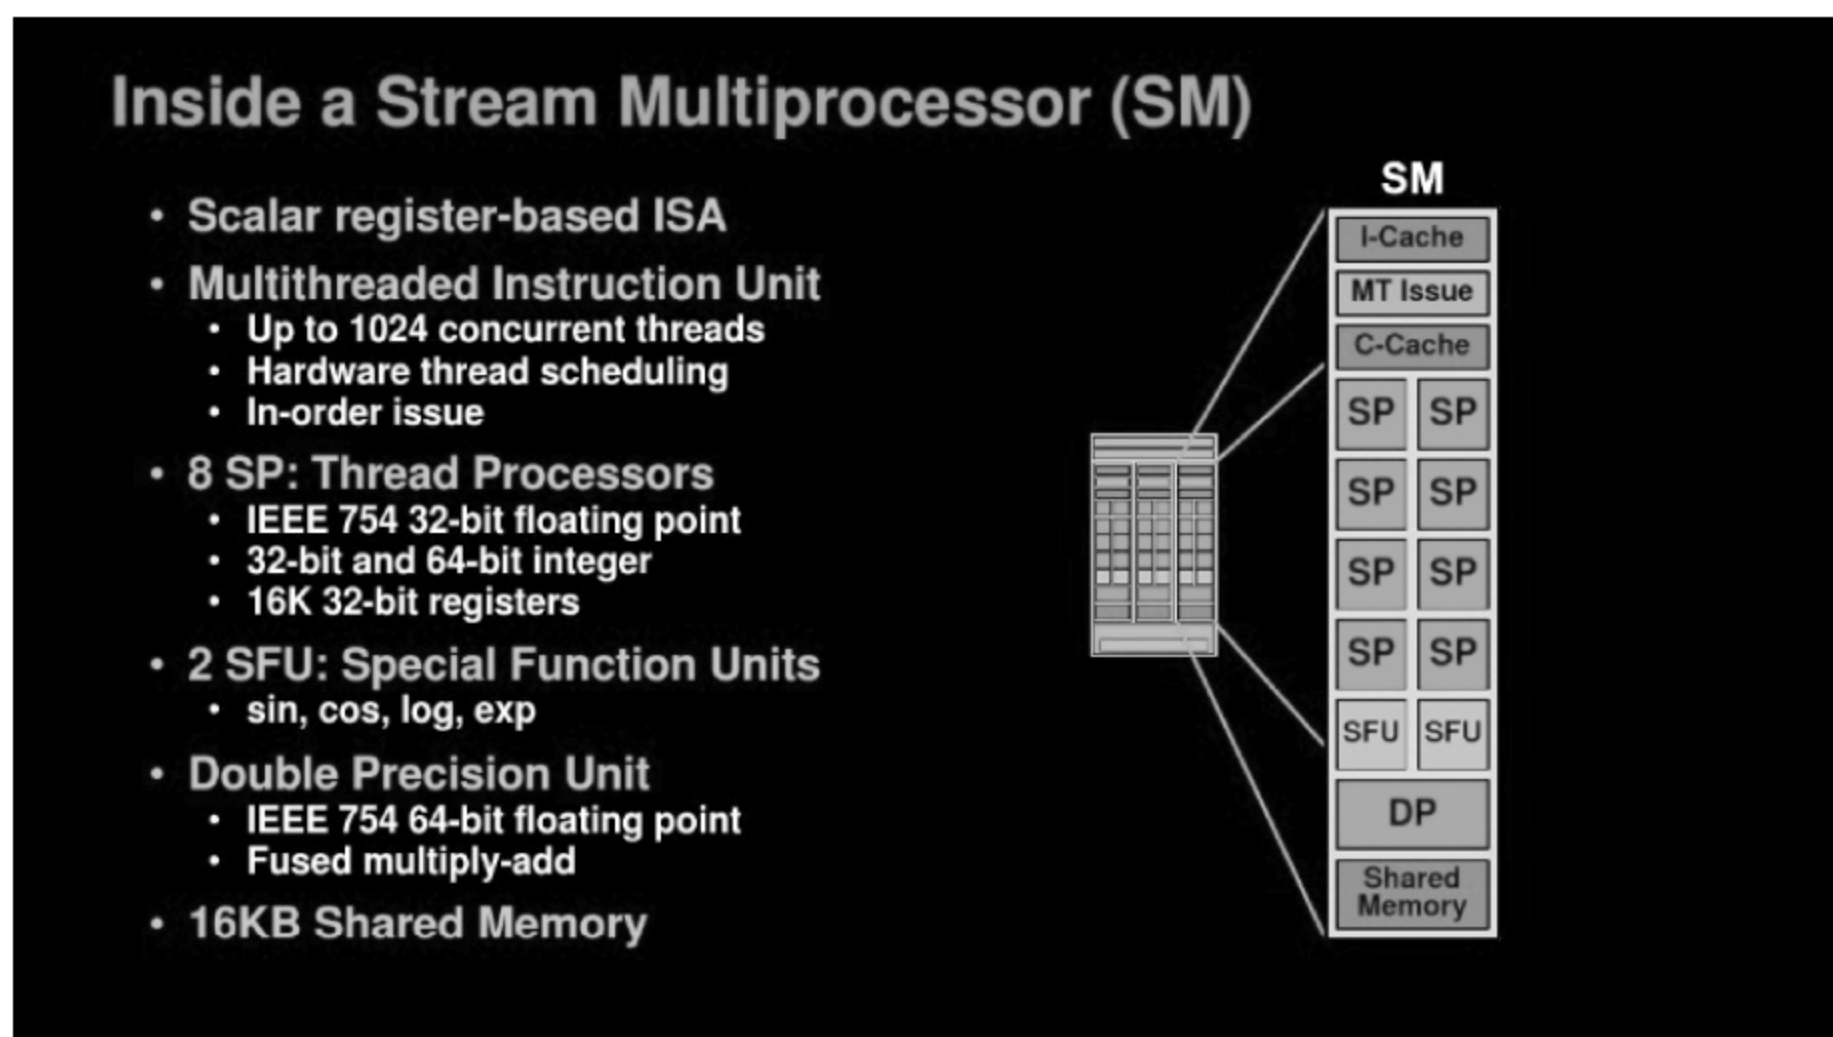 Inside a Stream Multiprocessor (SM)
• Scalar register-based ISA
• Multithreaded Instruction Unit
• Up to 1024 concurrent threads
• Hardware thread scheduling
• In-order issue
• 8 SP: Thread Processors
• IEEE 754 32-bit floating point
• 32-bit and 64-bit integer
• 16K 32-bit registers
• 2 SFU: Special Function Units
• sin, cos, log, exp
• Double Precision Unit
• IEEE 754 64-bit floating point
• Fused multiply-add
• 16KB Shared Memory
SM
I-Cache
MT Issue
C-Cache
SP SP
SP SP
SP SP
SP SP
SFU SFU
DP
Shared
Memory